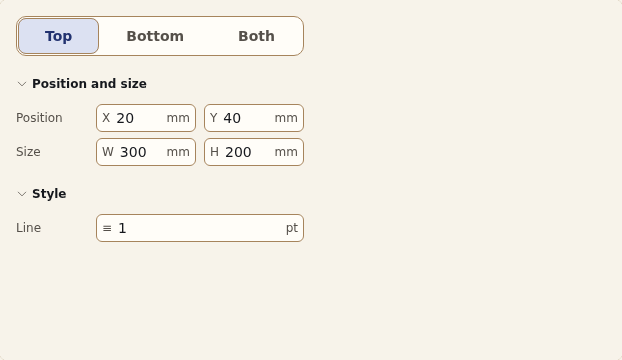 Top Bottom Both
Position and size
Position X 20 mm Y 40 mm
Size W 300 mm H 200 mm
Style
Line 1 pt